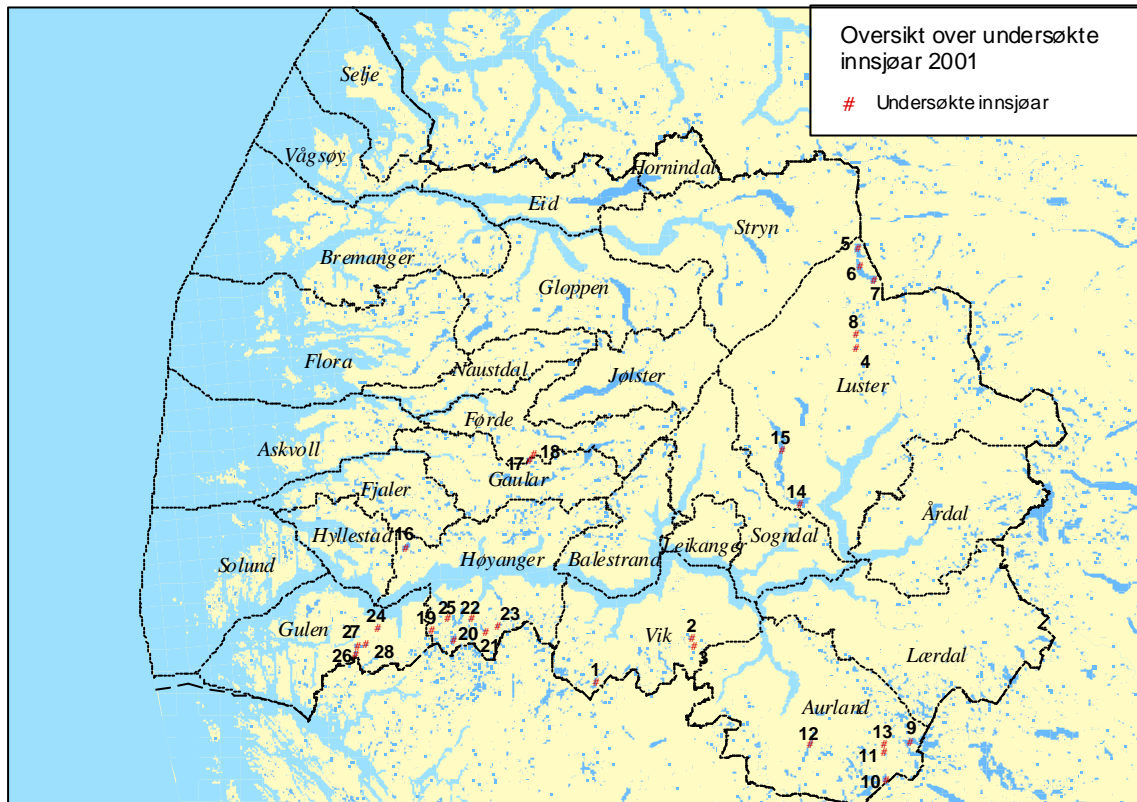 Oversikt over undersøkte
innsjøar 2001
# Undersøkte innsjøar
Selje
Vågsøy
Hornindal
Eid
Stryn
Bremanger
5
6
7
Gloppen
8
4
Flora
Naustdal
Jølster
Luster
Førde
Askvoll
15
17 18
Gaular
Fjaler
14
Årdal
Hyllestad
16
Høyanger
Balestrand
Leikanger
Sogndal
Solund
24
25 22
23
19
20
21
Gulen
27
26
28
Vik
2
3
1
Lærdal
Aurland
12
13
9
11
10